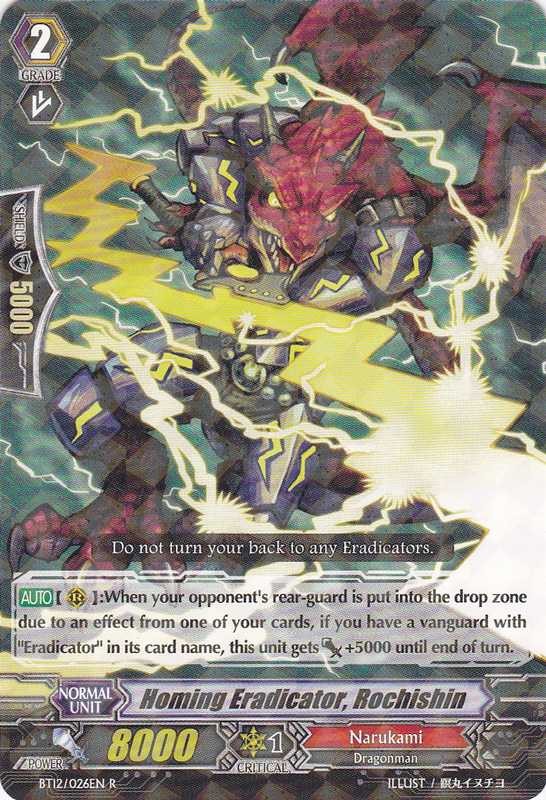 2
GRADE
SHIELD
5000
Do not turn your back to any Eradicators.
AUTO【 】:When your opponent's rear-guard is put into the drop zone
due to an effect from one of your cards, if you have a vanguard with
"Eradicator" in its card name, this unit gets +5000 until end of turn.
NORMAL
UNIT
Homing Eradicator, Rochishin
POWER
8000
1
CRITICAL
Narukami
Dragonman
BT12/026EN R
ILLUST / 眠丸イヌチヨ